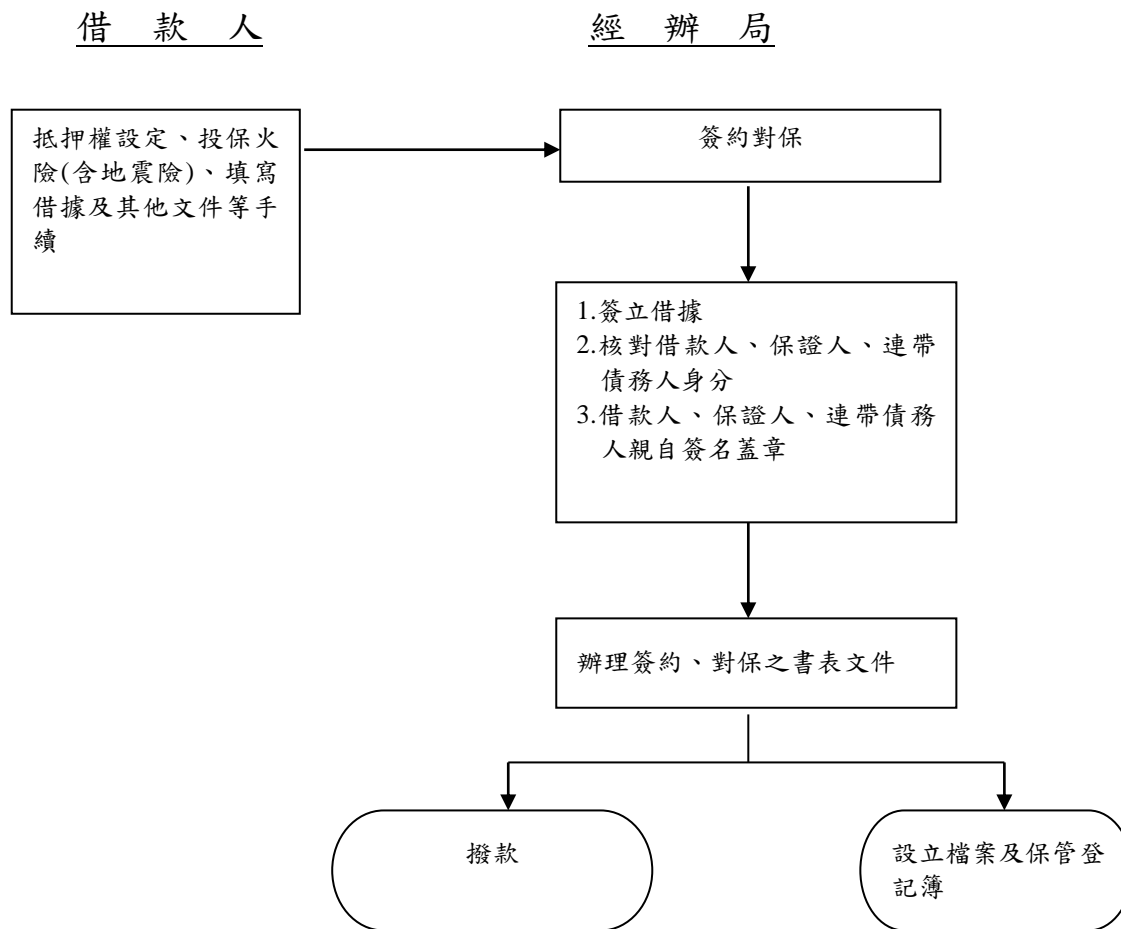 借款人
經辦局
抵押權設定、投保火
險(含地震險)、填寫
借據及其他文件等手
續
簽約對保
1.簽立借據
2.核對借款人、保證人、連帶
債務人身分
3.借款人、保證人、連帶債務
人親自簽名蓋章
辦理簽約、對保之書表文件
撥款
設立檔案及保管登
記簿